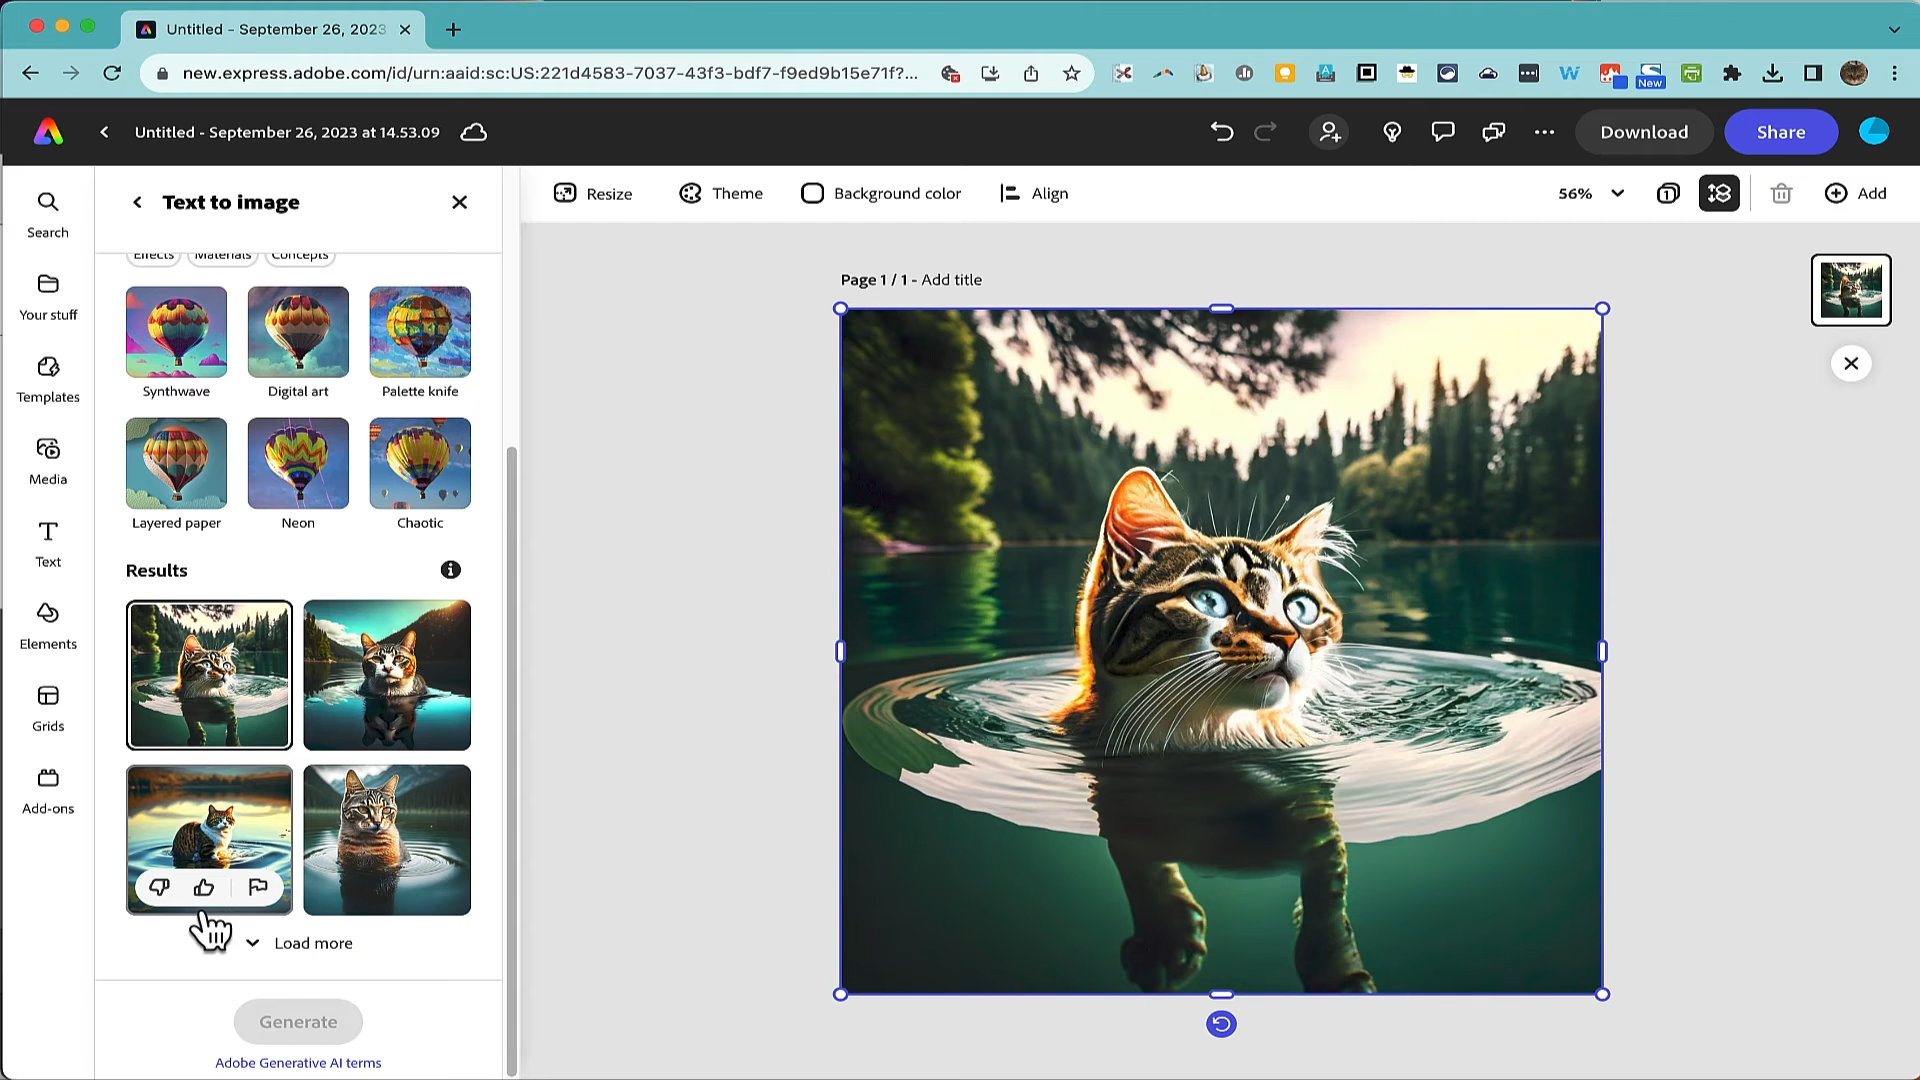 Untitled - September 26, 2023
new.express.adobe.com/id/urn:aaid:sc:US:221d4583-7037-43f3-bdf7-f9ed9b15e71f?...
New
Untitled - September 26, 2023 at 14.53.09
Download
Share
Search
Your stuff
Templates
Media
Text
Elements
Grids
Add-ons
Text to image
Effects
Materials
Concepts
Synthwave
Digital art
Palette knife
Layered paper
Neon
Chaotic
Results
Load more
Generate
Adobe Generative AI terms
Resize
Theme
Background color
Align
56%
1
Add
Page 1 / 1 - Add title